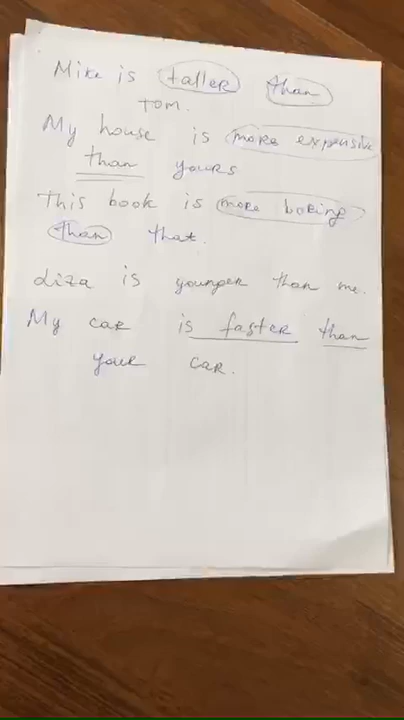 Mike is taller than
Tom.
My house is more expensive
than yours
This book is more boring
than that.
Liza is younger than me.
My car is faster than
your car.